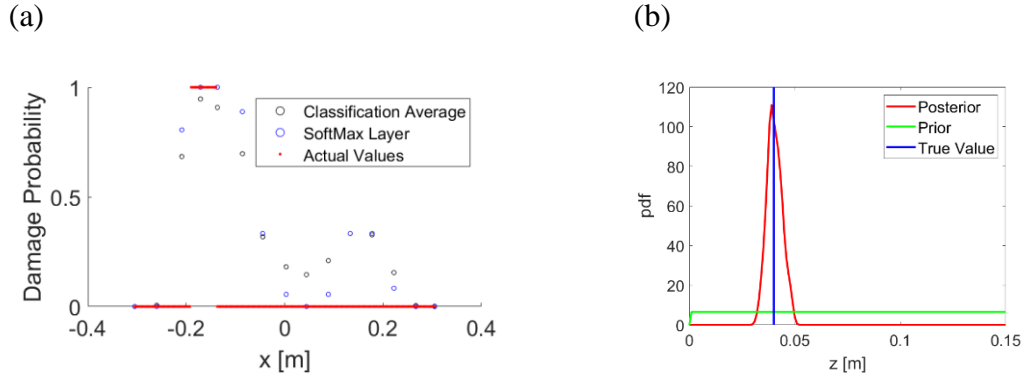 (a)
(b)
Damage Probability
1
0.5
0
-0.4
-0.2
0
0.2
0.4
x [m]
Classification Average
SoftMax Layer
Actual Values
pdf
120
100
80
60
40
20
0
0
0.05
0.1
0.15
z [m]
Posterior
Prior
True Value